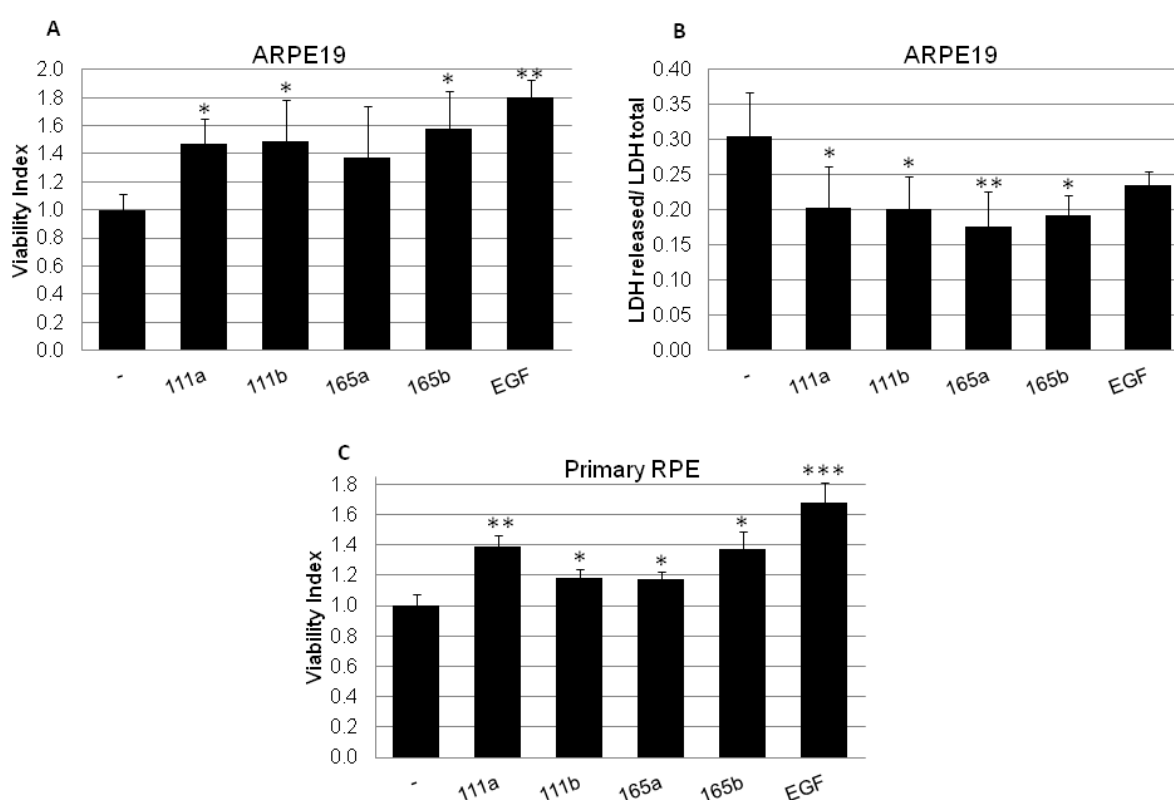 A
ARPE19
Viability Index
2.0
1.8
1.6
1.4
1.2
1.0
0.8
0.6
0.4
0.2
0.0
* * * **
- 111a 111b 165a 165b EGF
B
ARPE19
LDH released/ LDH total
0.40
0.35
0.30
0.25
0.20
0.15
0.10
0.05
0.00
* * ** *
- 111a 111b 165a 165b EGF
C
Primary RPE
Viability Index
1.8
1.6
1.4
1.2
1.0
0.8
0.6
0.4
0.2
0.0
** * * * ***
- 111a 111b 165a 165b EGF